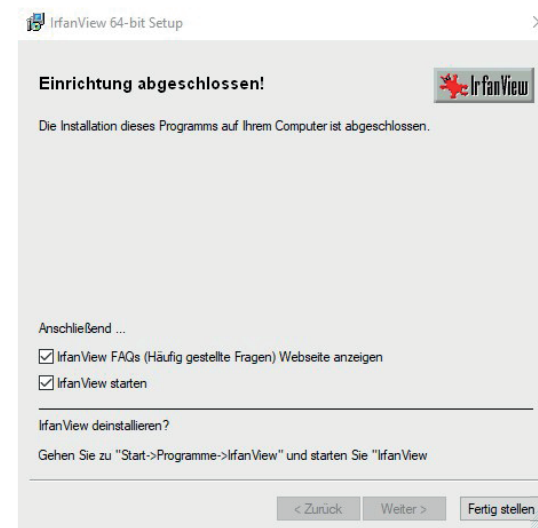 IrfanView 64-bit Setup
Einrichtung abgeschlossen!
IrfanView
Die Installation dieses Programms auf Ihrem Computer ist abgeschlossen.
Anschließend ...
IrfanView FAQs (Häufig gestellte Fragen) Webseite anzeigen
IrfanView starten
IrfanView deinstallieren?
Gehen Sie zu "Start->Programme->IrfanView" und starten Sie "IrfanView
< Zurück Weiter > Fertig stellen